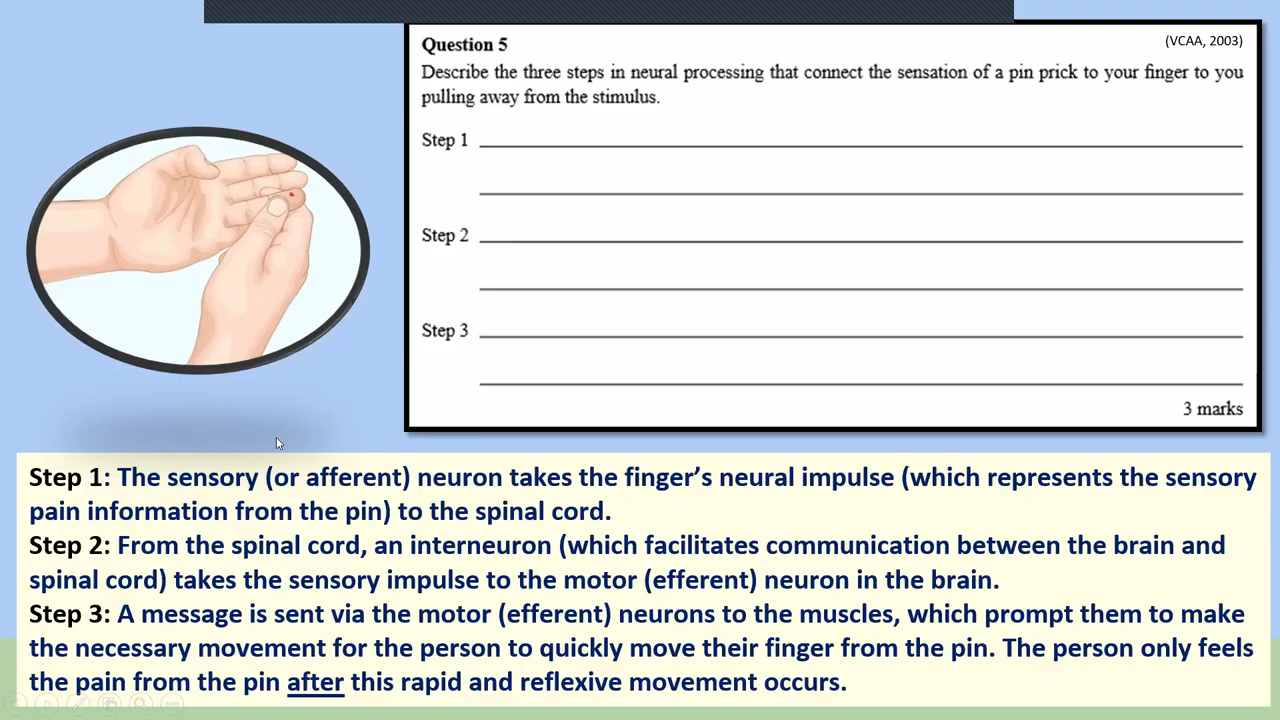 (VCAA, 2003)
Question 5
Describe the three steps in neural processing that connect the sensation of a pin prick to your finger to you
pulling away from the stimulus.
Step 1
Step 2
Step 3
3 marks
Step 1: The sensory (or afferent) neuron takes the finger’s neural impulse (which represents the sensory
pain information from the pin) to the spinal cord.
Step 2: From the spinal cord, an interneuron (which facilitates communication between the brain and
spinal cord) takes the sensory impulse to the motor (efferent) neuron in the brain.
Step 3: A message is sent via the motor (efferent) neurons to the muscles, which prompt them to make
the necessary movement for the person to quickly move their finger from the pin. The person only feels
the pain from the pin after this rapid and reflexive movement occurs.